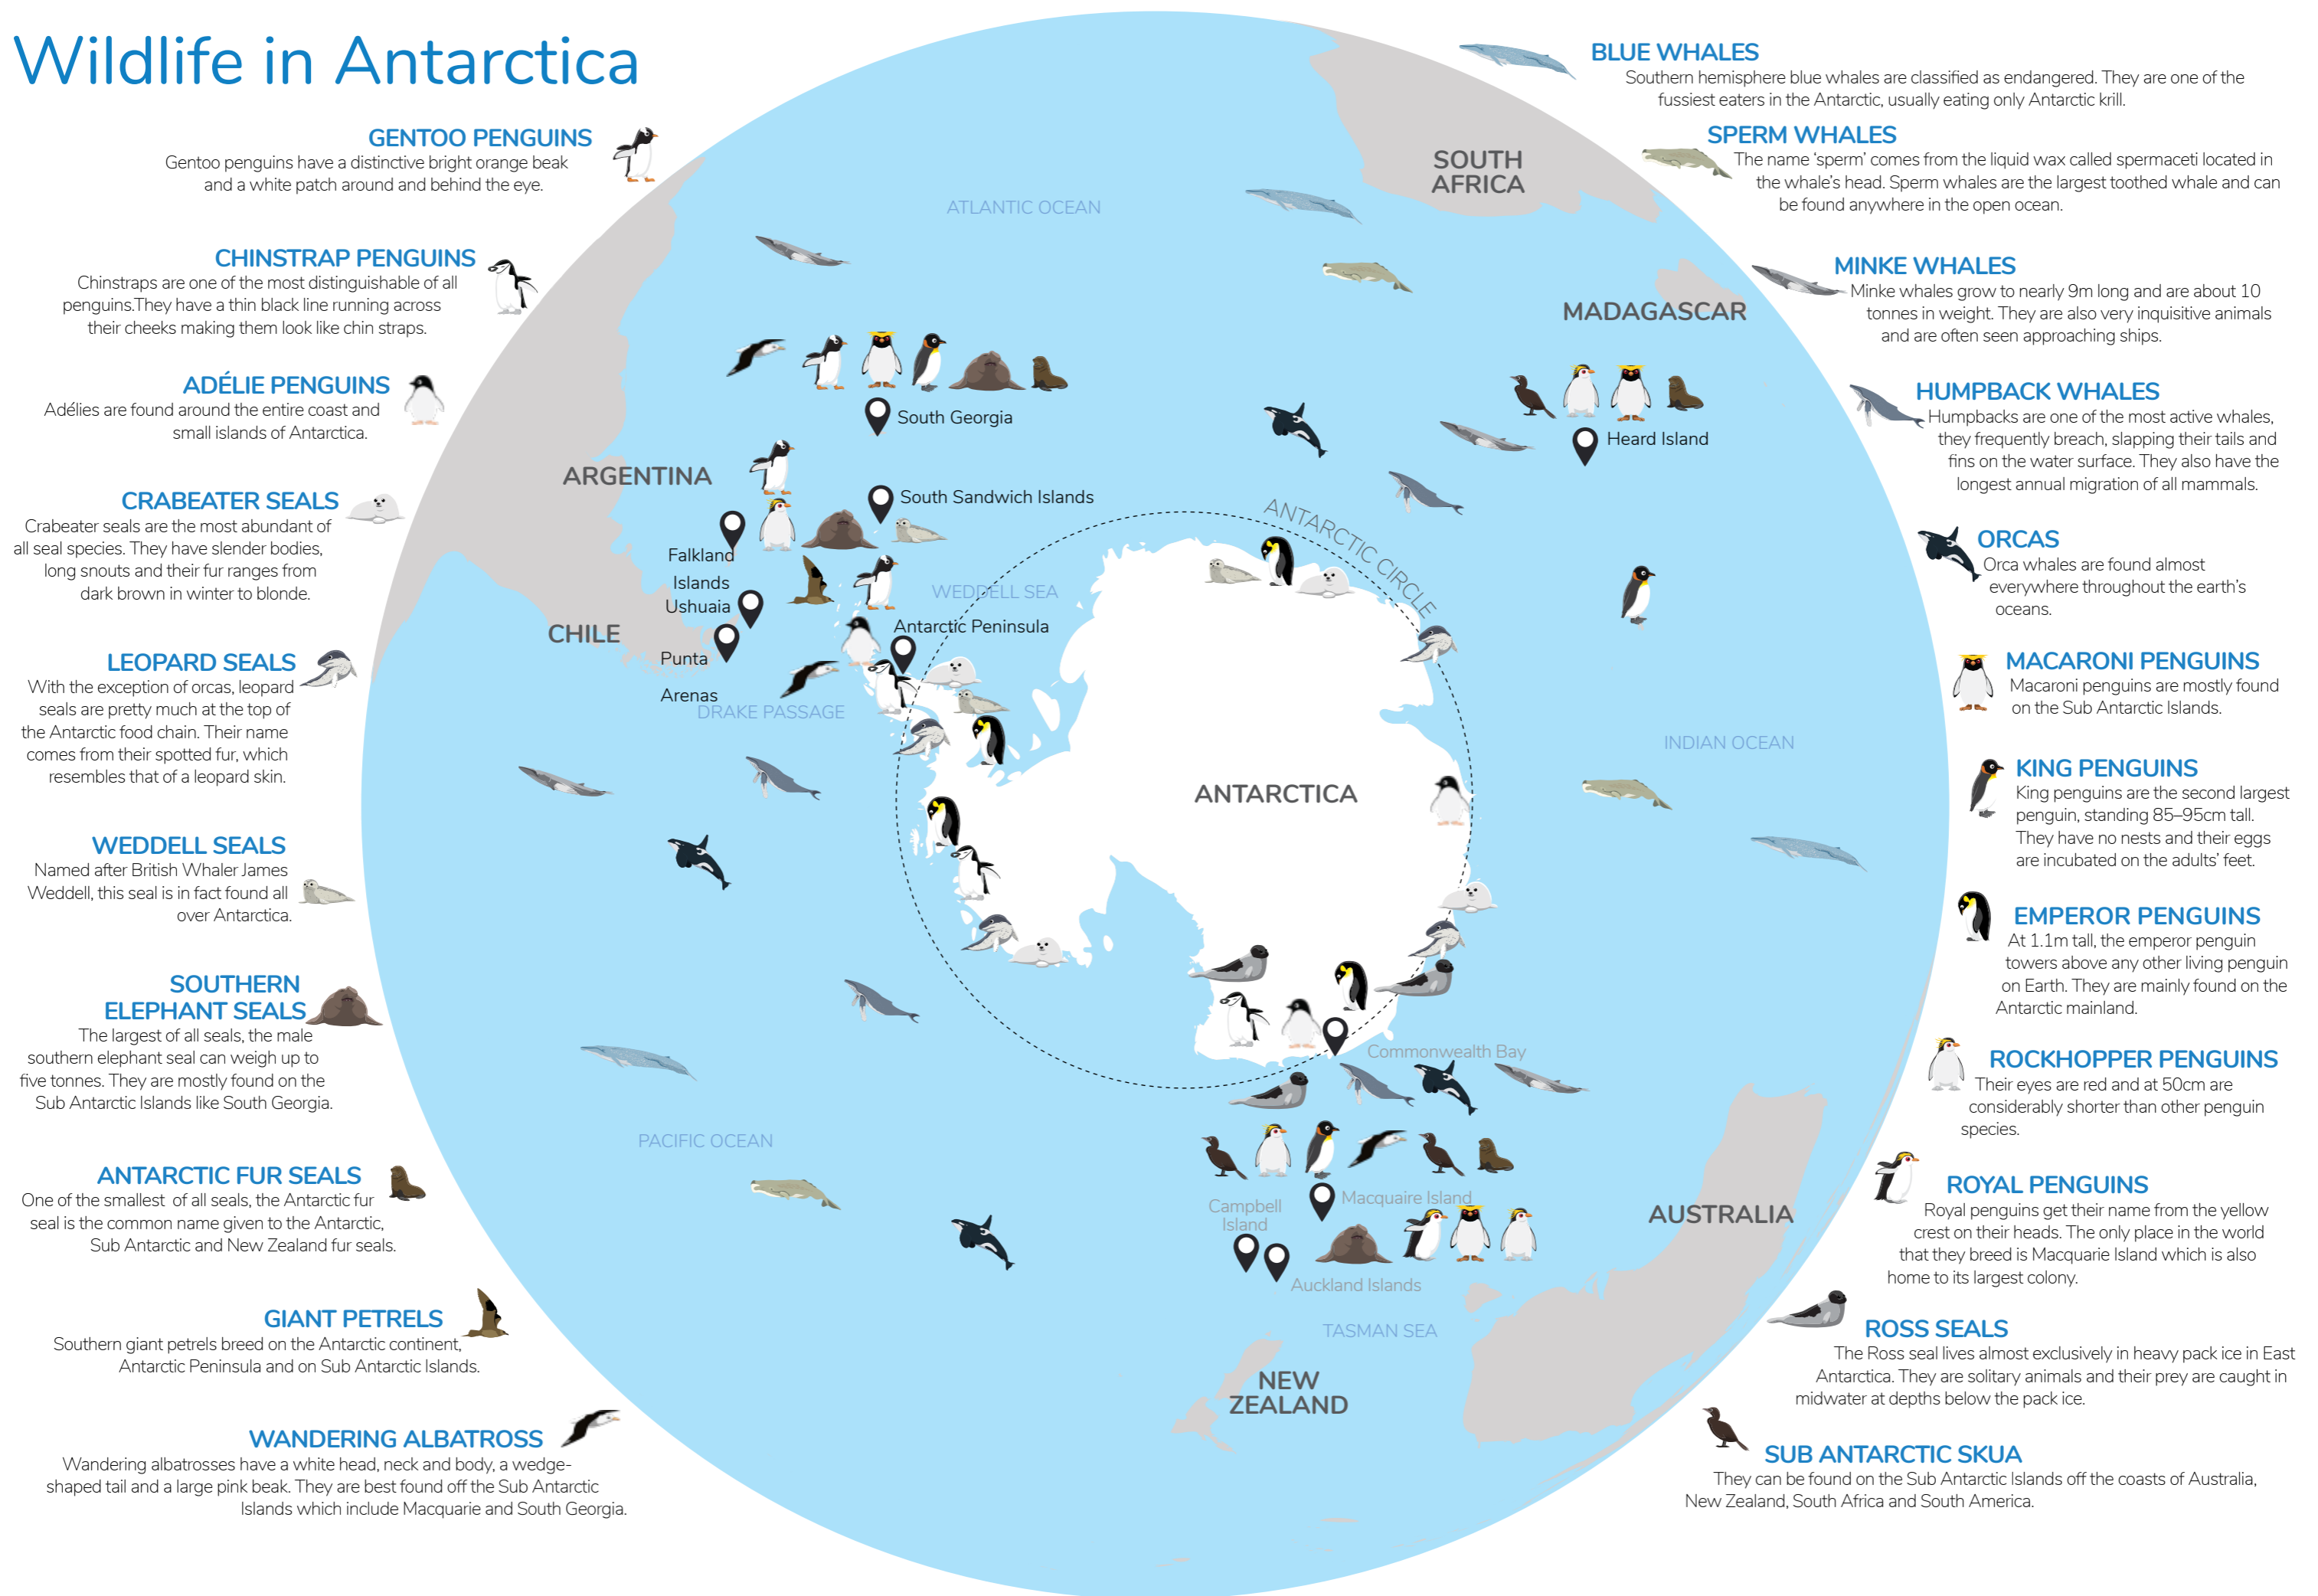 Wildlife in Antarctica
GENTOO PENGUINS
Gentoo penguins have a distinctive bright orange beak
and a white patch around and behind the eye.
CHINSTRAP PENGUINS
Chinstraps are one of the most distinguishable of all
penguins.They have a thin black line running across
their cheeks making them look like chin straps.
ADÉLIE PENGUINS
Adélies are found around the entire coast and
small islands of Antarctica.
CRABEATER SEALS
Crabeater seals are the most abundant of
all seal species. They have slender bodies,
long snouts and their fur ranges from
dark brown in winter to blonde.
LEOPARD SEALS
With the exception of orcas, leopard
seals are pretty much at the top of
the Antarctic food chain. Their name
comes from their spotted fur, which
resembles that of a leopard skin.
WEDDELL SEALS
Named after British Whaler James
Weddell, this seal is in fact found all
over Antarctica.
SOUTHERN
ELEPHANT SEALS
The largest of all seals, the male
southern elephant seal can weigh up to
five tonnes. They are mostly found on the
Sub Antarctic Islands like South Georgia.
ANTARCTIC FUR SEALS
One of the smallest of all seals, the Antarctic fur
seal is the common name given to the Antarctic,
Sub Antarctic and New Zealand fur seals.
GIANT PETRELS
Southern giant petrels breed on the Antarctic continent,
Antarctic Peninsula and on Sub Antarctic Islands.
WANDERING ALBATROSS
Wandering albatrosses have a white head, neck and body, a wedge-
shaped tail and a large pink beak. They are best found off the Sub Antarctic
Islands which include Macquarie and South Georgia.
ATLANTIC OCEAN
SOUTH
AFRICA
MADAGASCAR
South Georgia
Heard Island
ARGENTINA
South Sandwich Islands
ANTARCTIC CIRCLE
Falkland
Islands
Ushuaia
WEDDELL SEA
Antarctic Peninsula
CHILE
Punta
Arenas
DRAKE PASSAGE
INDIAN OCEAN
ANTARCTICA
Commonwealth Bay
PACIFIC OCEAN
Macquaire Island
Campbell
Island
AUSTRALIA
Auckland Islands
TASMAN SEA
NEW
ZEALAND
BLUE WHALES
Southern hemisphere blue whales are classified as endangered. They are one of the
fussiest eaters in the Antarctic, usually eating only Antarctic krill.
SPERM WHALES
The name ‘sperm’ comes from the liquid wax called spermaceti located in
the whale’s head. Sperm whales are the largest toothed whale and can
be found anywhere in the open ocean.
MINKE WHALES
Minke whales grow to nearly 9m long and are about 10
tonnes in weight. They are also very inquisitive animals
and are often seen approaching ships.
HUMPBACK WHALES
Humpbacks are one of the most active whales,
they frequently breach, slapping their tails and
fins on the water surface. They also have the
longest annual migration of all mammals.
ORCAS
Orca whales are found almost
everywhere throughout the earth’s
oceans.
MACARONI PENGUINS
Macaroni penguins are mostly found
on the Sub Antarctic Islands.
KING PENGUINS
King penguins are the second largest
penguin, standing 85–95cm tall.
They have no nests and their eggs
are incubated on the adults’ feet.
EMPEROR PENGUINS
At 1.1m tall, the emperor penguin
towers above any other living penguin
on Earth. They are mainly found on the
Antarctic mainland.
ROCKHOPPER PENGUINS
Their eyes are red and at 50cm are
considerably shorter than other penguin
species.
ROYAL PENGUINS
Royal penguins get their name from the yellow
crest on their heads. The only place in the world
that they breed is Macquarie Island which is also
home to its largest colony.
ROSS SEALS
The Ross seal lives almost exclusively in heavy pack ice in East
Antarctica. They are solitary animals and their prey are caught in
midwater at depths below the pack ice.
SUB ANTARCTIC SKUA
They can be found on the Sub Antarctic Islands off the coasts of Australia,
New Zealand, South Africa and South America.